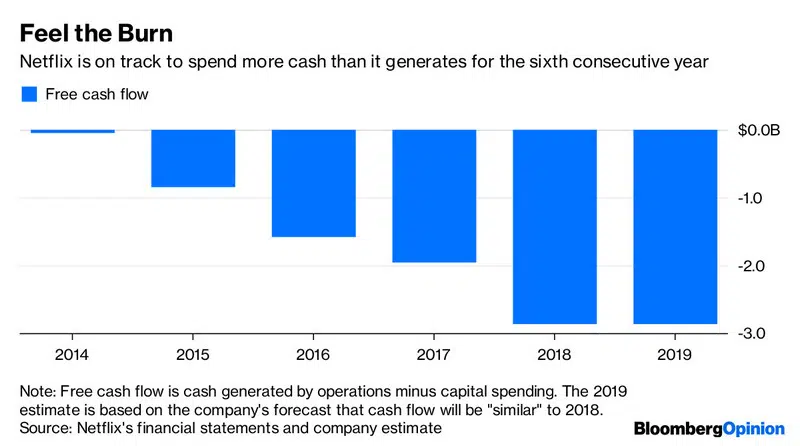 Feel the Burn
Netflix is on track to spend more cash than it generates for the sixth consecutive year
Free cash flow
$0.0B
-1.0
-2.0
-3.0
2014 2015 2016 2017 2018 2019
Note: Free cash flow is cash generated by operations minus capital spending. The 2019
estimate is based on the company's forecast that cash flow will be "similar" to 2018.
Source: Netflix's financial statements and company estimate
BloombergOpinion